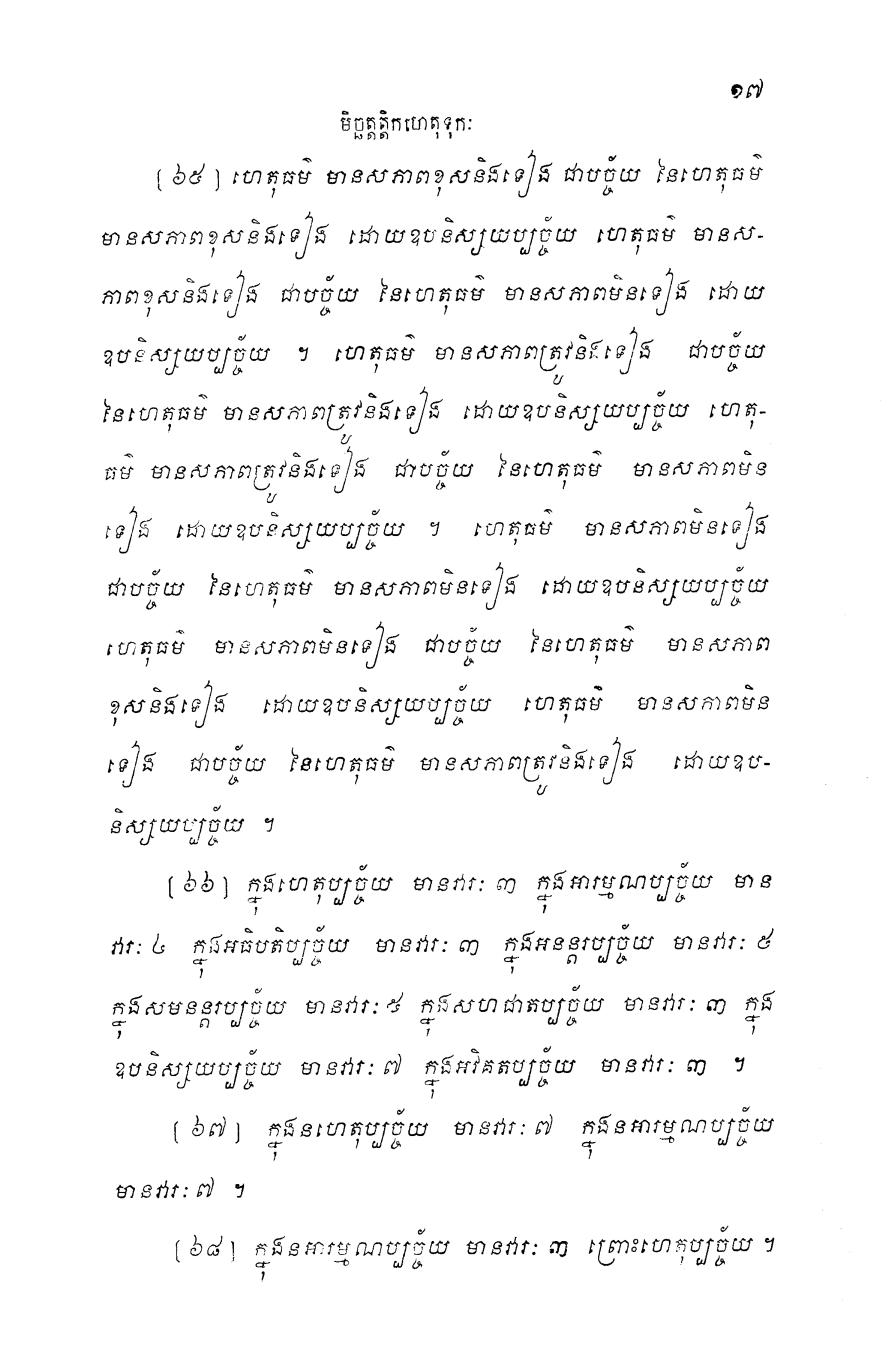 ១៧
មិច្ឆត្តត្តិកហេតុទុកៈ
[ ៦៥ ] ហេតុធម៌ មានសភាពខុសនិងទៀង ជាបច្ច័យ នៃហេតុធម៌
មានសភាពខុសនិងទៀង ដោយឧបនិស្សយប្បច្ច័យ ហេតុធម៌ មានស-
ភាពខុសនិងទៀង ជាបច្ច័យ នៃហេតុធម៌ មានសភាពមិនទៀង ដោយ
ឧបនិស្សយប្បច្ច័យ ។ ហេតុធម៌ មានសភាពត្រូវនិងទៀង ជាបច្ច័យ
នៃហេតុធម៌ មានសភាពត្រូវនិងទៀង ដោយឧបនិស្សយប្បច្ច័យ ហេតុ-
ធម៌ មានសភាពត្រូវនិងទៀង ជាបច្ច័យ នៃហេតុធម៌ មានសភាពមិន
ទៀង ដោយឧបនិស្សយប្បច្ច័យ ។ ហេតុធម៌ មានសភាពមិនទៀង
ជាបច្ច័យ នៃហេតុធម៌ មានសភាពមិនទៀង ដោយឧបនិស្សយប្បច្ច័យ
ហេតុធម៌ មានសភាពមិនទៀង ជាបច្ច័យ នៃហេតុធម៌ មានសភាព
ខុសនិងទៀង ដោយឧបនិស្សយប្បច្ច័យ ហេតុធម៌ មានសភាពមិន
ទៀង ជាបច្ច័យ នៃហេតុធម៌ មានសភាពត្រូវនិងទៀង ដោយឧប-
និស្សយប្បច្ច័យ ។
[ ៦៦ ] ក្នុងហេតុប្បច្ច័យ មានវារៈ ៣ ក្នុងអារម្មណប្បច្ច័យ មាន
វារៈ ៤ ក្នុងអធិបតិប្បច្ច័យ មានវារៈ ៣ ក្នុងអនន្តរប្បច្ច័យ មានវារៈ ៥
ក្នុងសមនន្តរប្បច្ច័យ មានវារៈ ៥ ក្នុងសហជាតប្បច្ច័យ មានវារៈ ៣ ក្នុង
ឧបនិស្សយប្បច្ច័យ មានវារៈ ៧ ក្នុងអវិគតប្បច្ច័យ មានវារៈ ៣ ។
[ ៦៧ ] ក្នុងនហេតុប្បច្ច័យ មានវារៈ ៧ ក្នុងនអារម្មណប្បច្ច័យ
មានវារៈ ៧ ។
[ ៦៨ ] ក្នុងនអារម្មណប្បច្ច័យ មានវារៈ ៣ ព្រោះហេតុប្បច្ច័យ ។